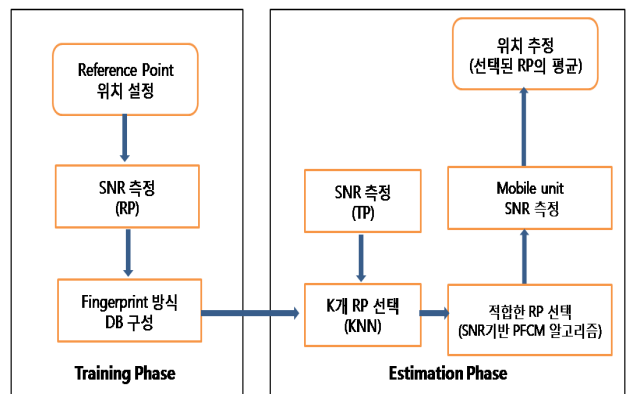 Reference Point
위치 설정
SNR 측정
(RP)
Fingerprint 방식
DB 구성
Training Phase
위치 추정
(선택된 RP의 평균)
SNR 측정
(TP)
Mobile unit
SNR 측정
K개 RP 선택
(KNN)
적합한 RP 선택
(SNR기반 PFCM 알고리즘)
Estimation Phase